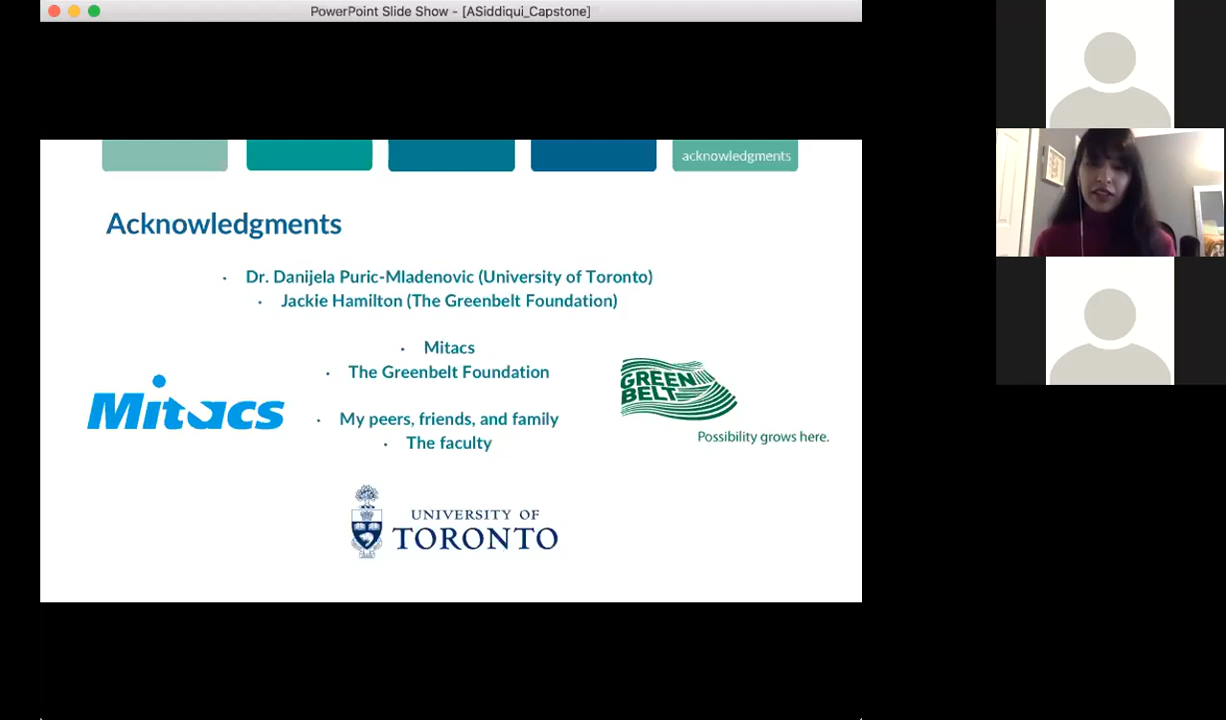 PowerPoint Slide Show - [ASiddiqui_Capstone]
acknowledgments
Acknowledgments
· Dr. Danijela Puric-Mladenovic (University of Toronto)
· Jackie Hamilton (The Greenbelt Foundation)
· Mitacs
· The Greenbelt Foundation
· My peers, friends, and family
· The faculty
Mitacs
GREEN
BELT
Possibility grows here.
UNIVERSITY OF
TORONTO